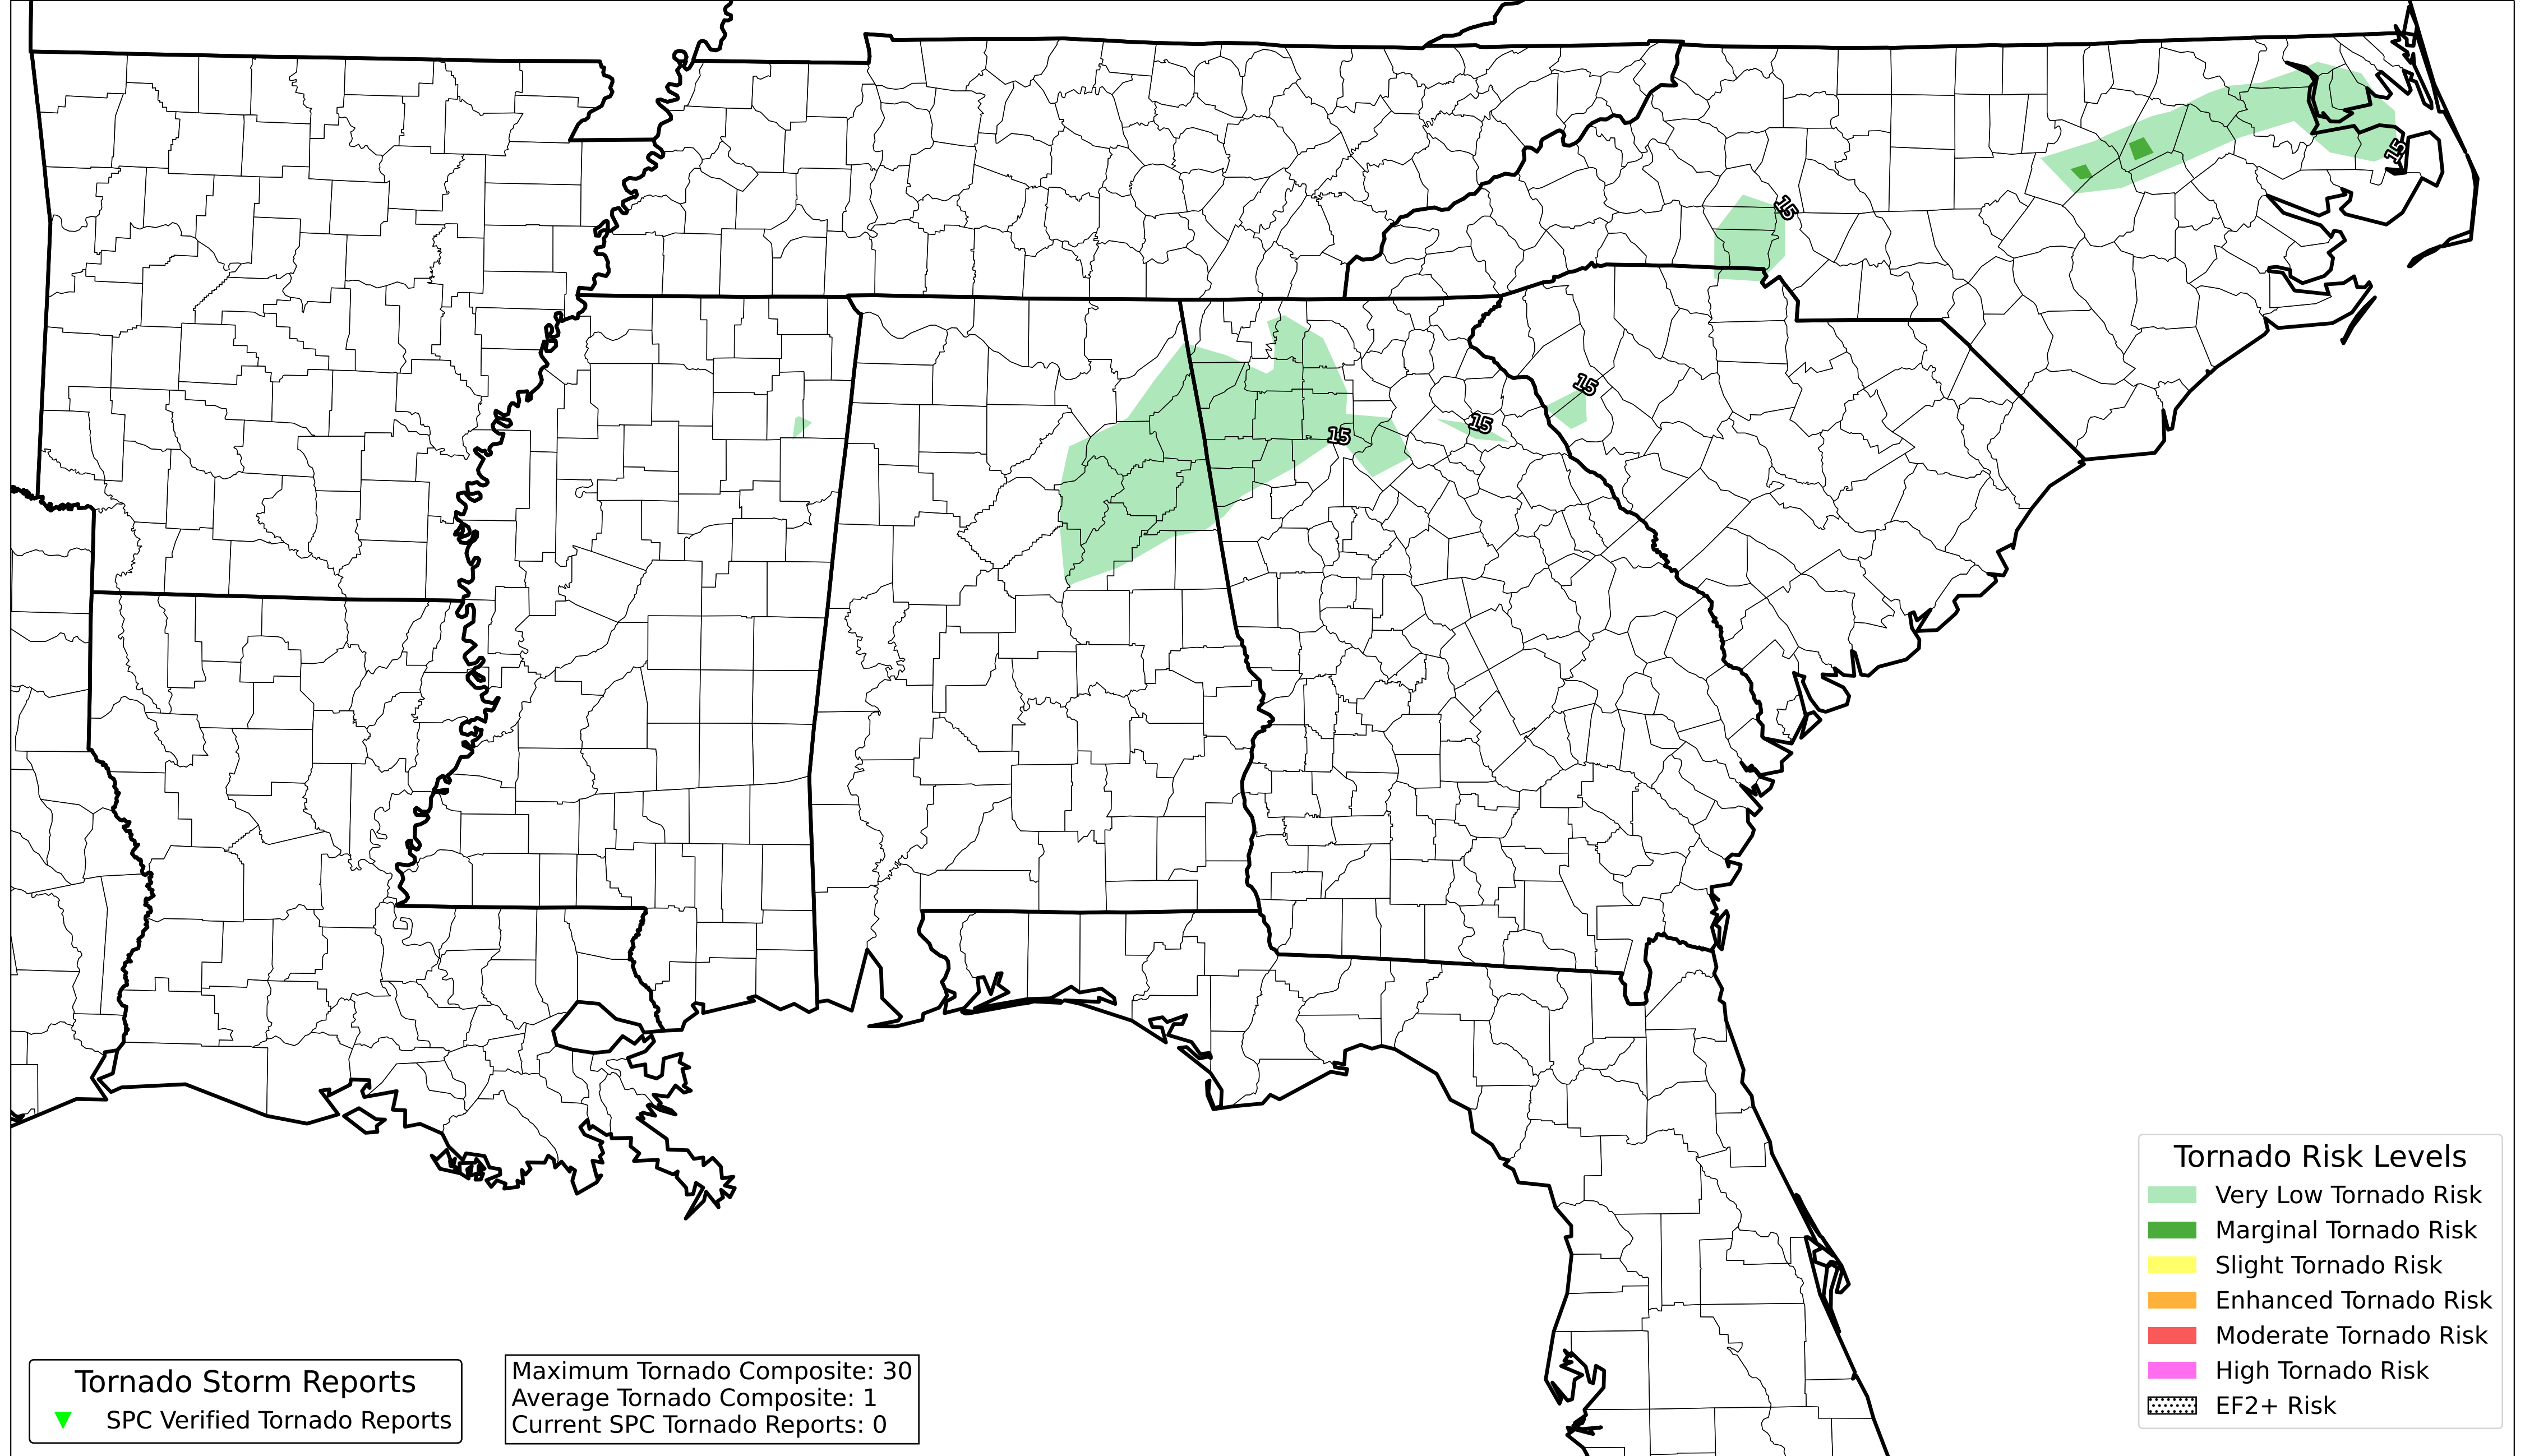 15
15
15
15
15
Tornado Risk Levels
Very Low Tornado Risk
Marginal Tornado Risk
Slight Tornado Risk
Enhanced Tornado Risk
Moderate Tornado Risk
High Tornado Risk
EF2+ Risk
Tornado Storm Reports
SPC Verified Tornado Reports
Maximum Tornado Composite: 30
Average Tornado Composite: 1
Current SPC Tornado Reports: 0